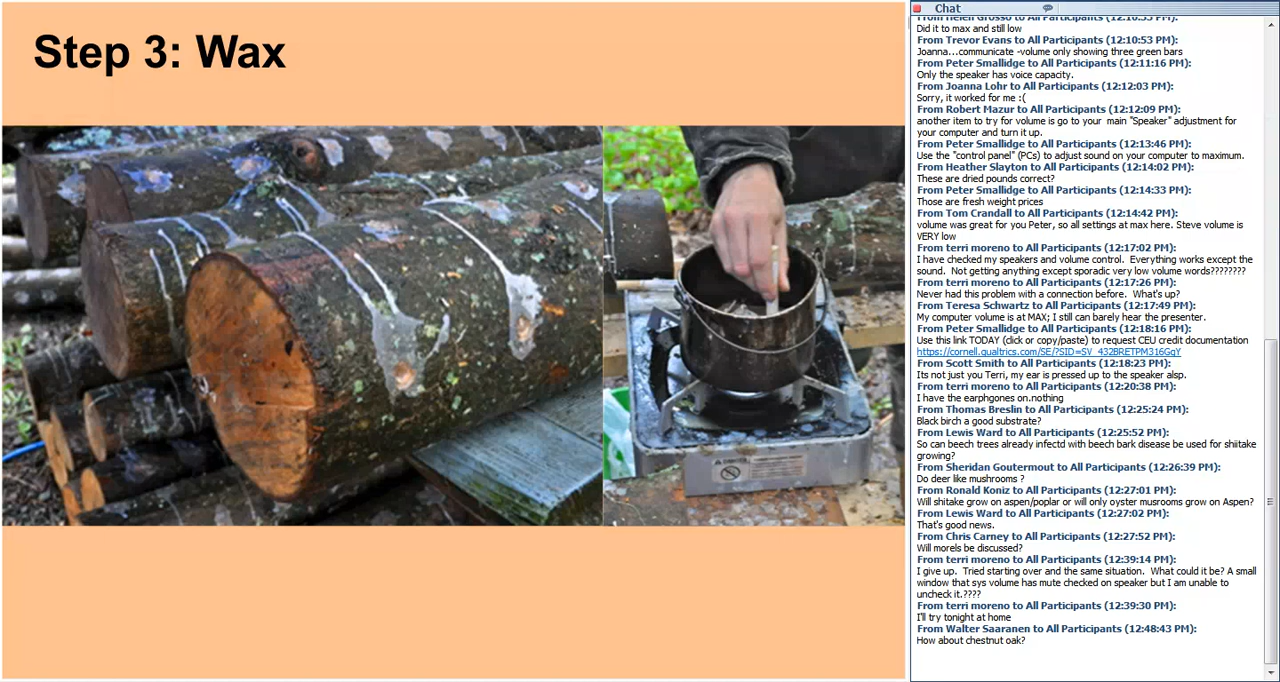 Step 3: Wax
Chat
From Helen Grosso to All Participants (12:10:53 PM):
Did it to max and still low
From Trevor Evans to All Participants (12:10:53 PM):
Joanna...communicate -volume only showing three green bars
From Peter Smallidge to All Participants (12:11:16 PM):
Only the speaker has voice capacity.
From Joanna Lohr to All Participants (12:12:03 PM):
Sorry, it worked for me :(
From Robert Mazur to All Participants (12:12:09 PM):
another item to try for volume is go to your  main "Speaker" adjustment for
your computer and turn it up.
From Peter Smallidge to All Participants (12:13:46 PM):
Use the "control panel" (PCs) to adjust sound on your computer to maximum.
From Heather Slayton to All Participants (12:14:02 PM):
These are dried pounds correct?
From Peter Smallidge to All Participants (12:14:33 PM):
Those are fresh weight prices
From Tom Crandall to All Participants (12:14:42 PM):
volume was great for you Peter, so all settings at max here. Steve volume is
VERY low
From terri moreno to All Participants (12:17:02 PM):
I have checked my speakers and volume control.  Everything works except the
sound.  Not getting anything except sporadic very low volume words????????
From terri moreno to All Participants (12:17:26 PM):
Never had this problem with a connection before.  What's up?
From Teresa Schwartz to All Participants (12:17:49 PM):
My computer volume is at MAX; I still can barely hear the presenter.
From Peter Smallidge to All Participants (12:18:16 PM):
Use this link TODAY (click or copy/paste) to request CEU credit documentation
https://cornell.qualtrics.com/SE/?SID=SV_432BRETPM316GgY
From Scott Smith to All Participants (12:18:23 PM):
Its not just you Terri, my ear is pressed up to the speaker alsp.
From terri moreno to All Participants (12:20:38 PM):
I have the earphgones on.nothing
From Thomas Breslin to All Participants (12:25:24 PM):
Black birch a good substrate?
From Lewis Ward to All Participants (12:25:52 PM):
So can beech trees already infectd with beech bark disease be used for shiitake
growing?
From Sheridan Goutermout to All Participants (12:26:39 PM):
Do deer like mushrooms ?
From Ronald Koniz to All Participants (12:27:01 PM):
Will shitake grow on aspen/poplar or will only oyster musrooms grow on Aspen?
From Lewis Ward to All Participants (12:27:02 PM):
That's good news.
From Chris Carney to All Participants (12:27:52 PM):
Will morels be discussed?
From terri moreno to All Participants (12:39:14 PM):
I give up.  Tried starting over and the same situation.  What could it be? A small
window that sys volume has mute checked on speaker but I am unable to
uncheck it.????
From terri moreno to All Participants (12:39:30 PM):
I'll try tonight at home
From Walter Saaranen to All Participants (12:48:43 PM):
How about chestnut oak?